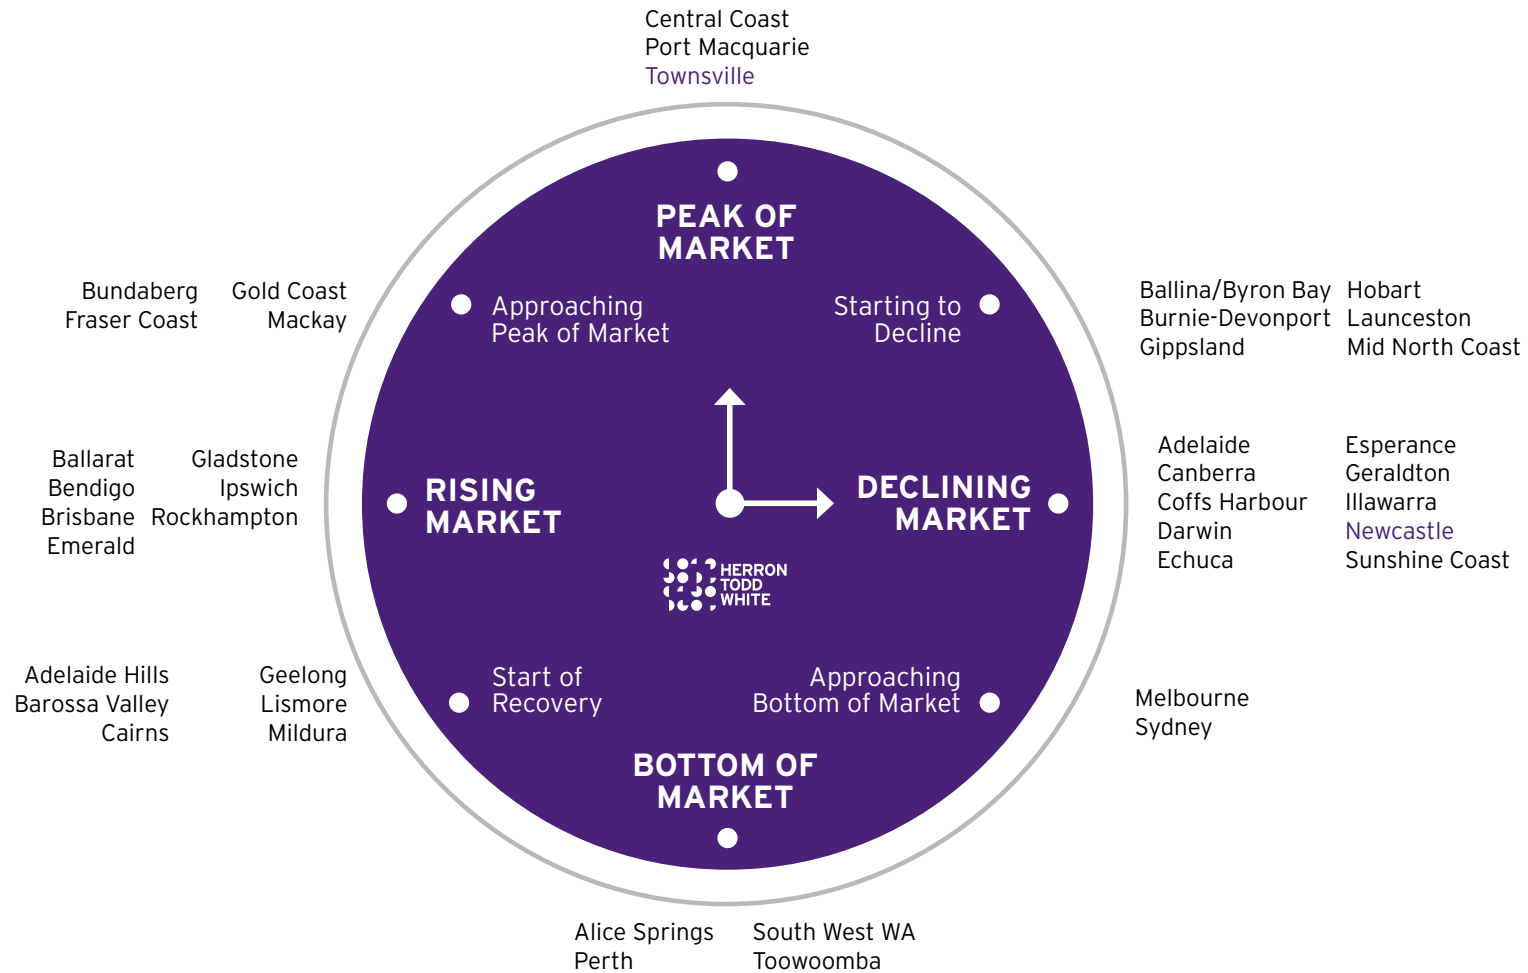 Central Coast
Port Macquarie
Townsville
PEAK OF
MARKET
Bundaberg
Fraser Coast
Gold Coast
Mackay
Approaching
Peak of Market
Starting to
Decline
Ballina/Byron Bay
Burnie-Devonport
Gippsland
Hobart
Launceston
Mid North Coast
Ballarat
Bendigo
Brisbane
Emerald
Gladstone
Ipswich
Rockhampton
RISING
MARKET
DECLINING
MARKET
Adelaide
Canberra
Coffs Harbour
Darwin
Echuca
Esperance
Geraldton
Illawarra
Newcastle
Sunshine Coast
HERRON
TODD
WHITE
Adelaide Hills
Barossa Valley
Cairns
Geelong
Lismore
Mildura
Start of
Recovery
Approaching
Bottom of Market
Melbourne
Sydney
BOTTOM OF
MARKET
Alice Springs
Perth
South West WA
Toowoomba